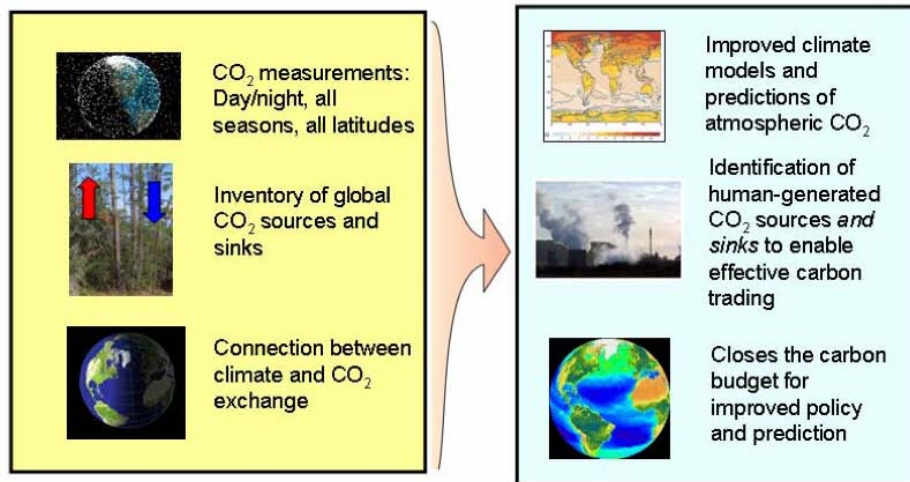 CO₂ measurements:
Day/night, all
seasons, all latitudes
Inventory of global
CO₂ sources and
sinks
Connection between
climate and CO₂
exchange
Improved climate
models and
predictions of
atmospheric CO₂
Identification of
human-generated
CO₂ sources and
sinks to enable
effective carbon
trading
Closes the carbon
budget for
improved policy
and prediction